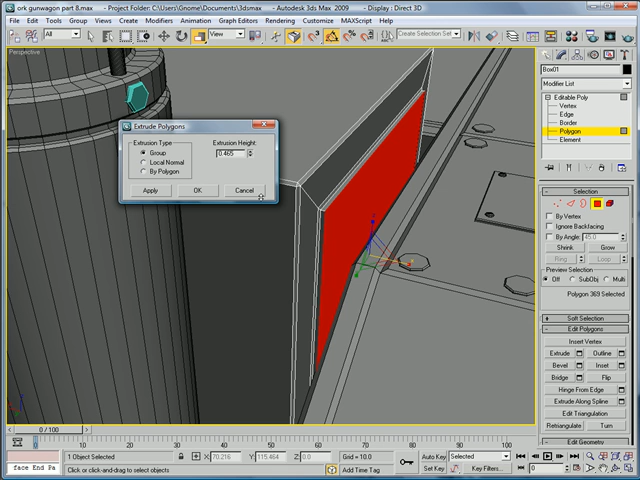 ork gunwagon part 8.max - Project Folder: C:\Users\Gnome\Documents\3dsmax - Autodesk 3ds Max 2009 - Display : Direct 3D
File Edit Tools Group Views Create Modifiers Animation Graph Editors Rendering Customize MAXScript Help
All View Create Selection Set
Perspective
Extrude Polygons
Extrusion Type
Group
Local Normal
By Polygon
Extrusion Height:
0.465
Apply OK Cancel
Box01
Modifier List
Editable Poly
Vertex
Edge
Border
Polygon
Element
Selection
By Vertex
Ignore Backfacing
By Angle: 45.0
Shrink Grow
Ring Loop
Preview Selection
Off SubObj Multi
Polygon 369 Selected
Soft Selection
Edit Polygons
Insert Vertex
Extrude Outline
Bevel Inset
Bridge Flip
Hinge From Edge
Extrude Along Spline
Edit Triangulation
Retriangulate Turn
Edit Geometry
0 / 100
0 10 20 30 40 50 60 70 80 90 100
1 Object Selected X: 70.216 Y: 115.464 Z: 0.0 Grid = 10.0 Auto Key Selected
face End Pa Click or click-and-drag to select objects Add Time Tag Set Key Key Filters... 0